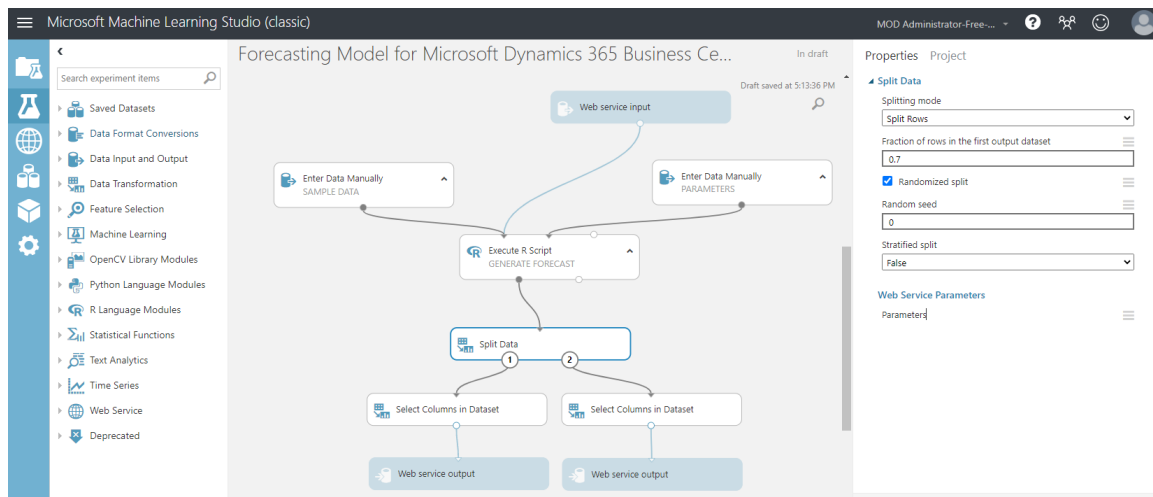 Microsoft Machine Learning Studio (classic)
MOD Administrator-Free-...
?
Search experiment items
Saved Datasets
Data Format Conversions
Data Input and Output
Data Transformation
Feature Selection
Machine Learning
OpenCV Library Modules
Python Language Modules
R Language Modules
Statistical Functions
Text Analytics
Time Series
Web Service
Deprecated
Forecasting Model for Microsoft Dynamics 365 Business Ce...
In draft
Draft saved at 5:13:36 PM
Web service input
Enter Data Manually
SAMPLE DATA
Enter Data Manually
PARAMETERS
Execute R Script
GENERATE FORECAST
Split Data
1
2
Select Columns in Dataset
Select Columns in Dataset
Web service output
Web service output
Properties Project
Split Data
Splitting mode
Split Rows
Fraction of rows in the first output dataset
0.7
Randomized split
Random seed
0
Stratified split
False
Web Service Parameters
Parameters